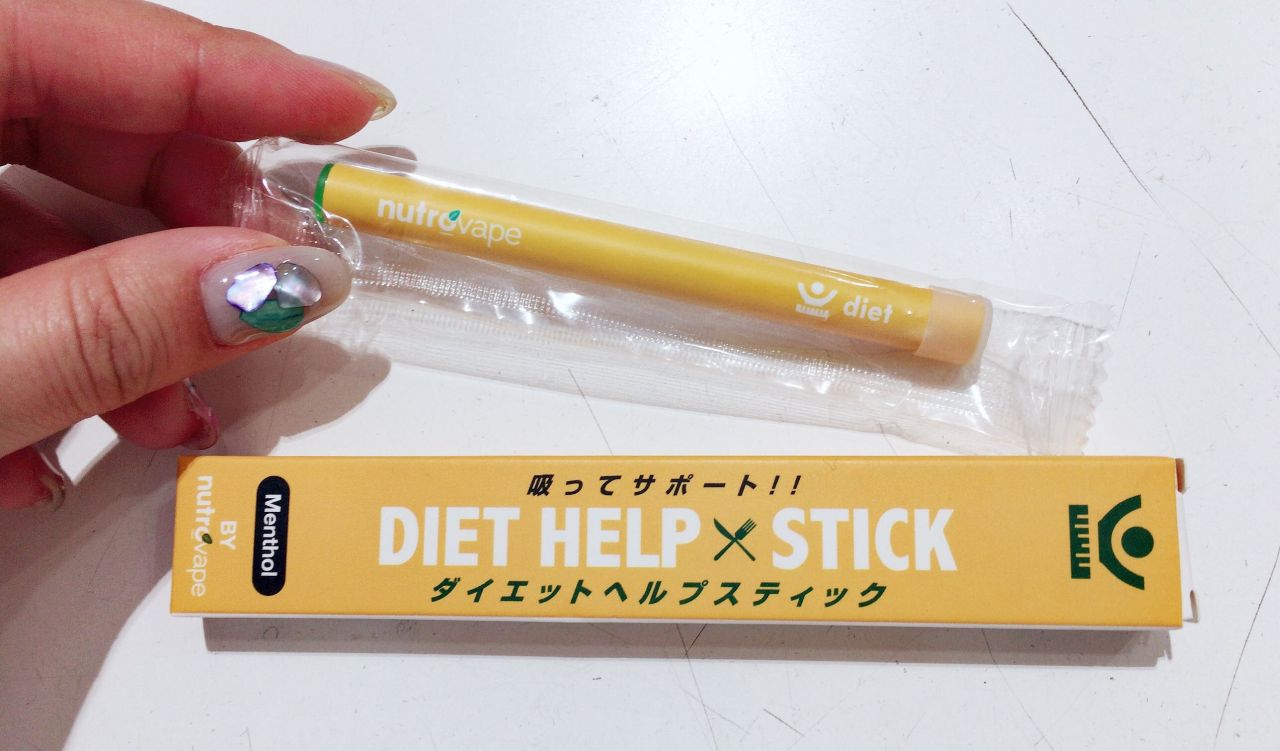 nutrovape
diet
吸ってサポート!!
DIET HELP STICK
ダイエットヘルプスティック
Menthol
BY
nutrovape